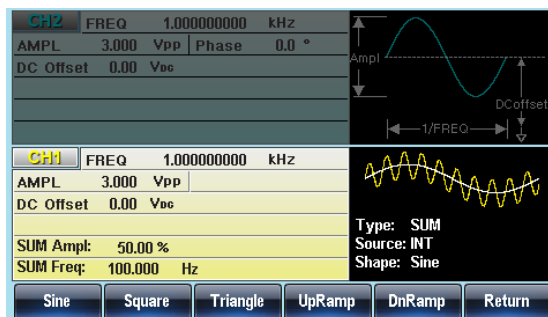 CH2 FREQ 1.000000000 kHz
AMPL 3.000 Vpp Phase 0.0 °
DC Offset 0.00 VDC
Ampl
DCoffset
1/FREQ
CH1 FREQ 1.000000000 kHz
AMPL 3.000 Vpp
DC Offset 0.00 VDC
SUM Ampl: 50.00 %
SUM Freq: 100.000 Hz
Type: SUM
Source: INT
Shape: Sine
Sine Square Triangle UpRamp DnRamp Return